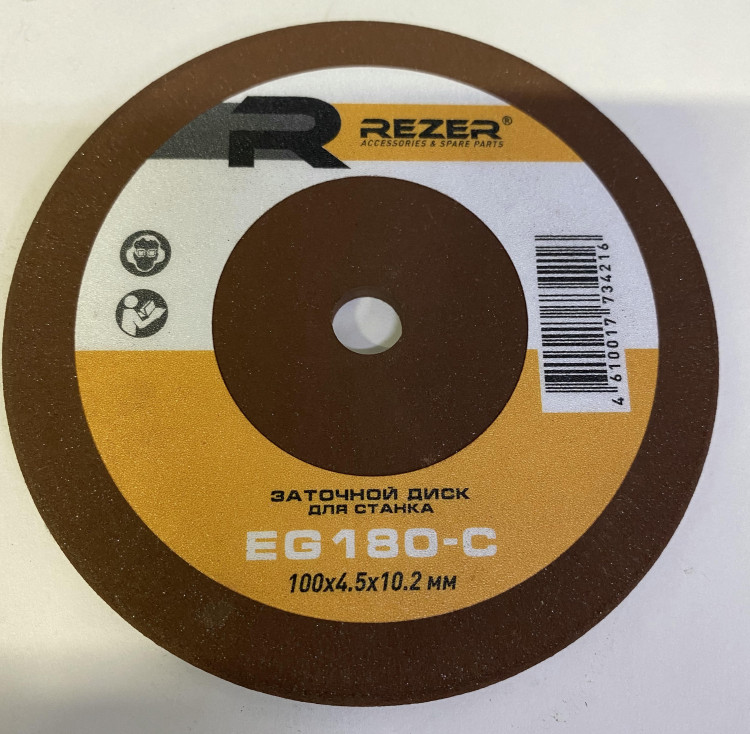 REZER®
ACCESSORIES & SPARE PARTS
4 610017 734216
ЗАТОЧНОЙ ДИСК
ДЛЯ СТАНКА
EG180-C
100x4.5x10.2 мм